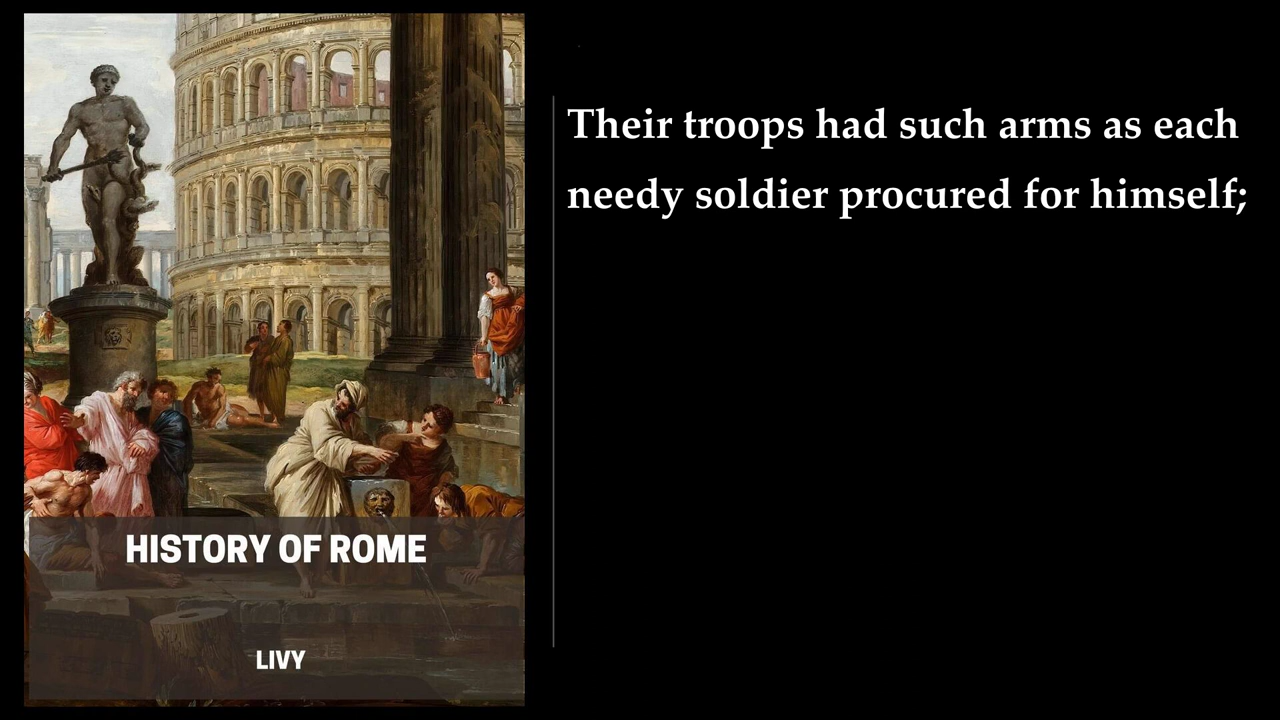 HISTORY OF ROME
LIVY
Their troops had such arms as each
needy soldier procured for himself;